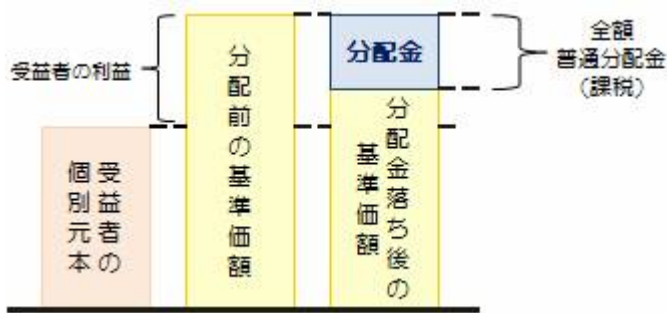 受益者の利益
受益者の
個別元本
分配前の基準価額
分配金
分配金落ち後の
基準価額
全額
普通分配金
(課税)